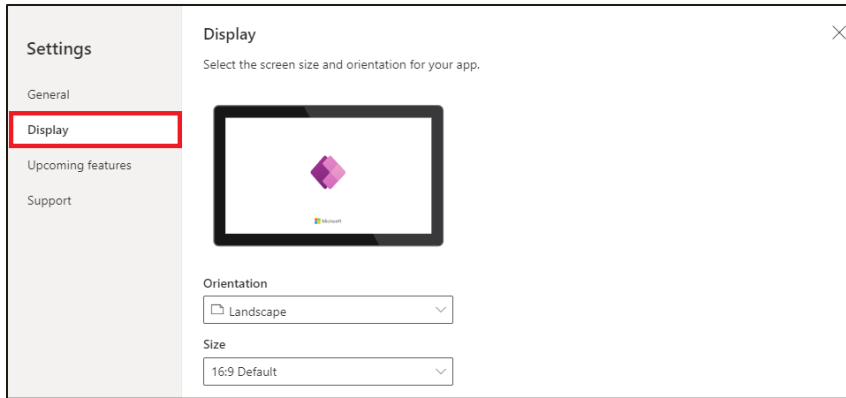 Settings
General
Display
Upcoming features
Support
Display
Select the screen size and orientation for your app.
Microsoft
Orientation
Landscape
Size
16:9 Default